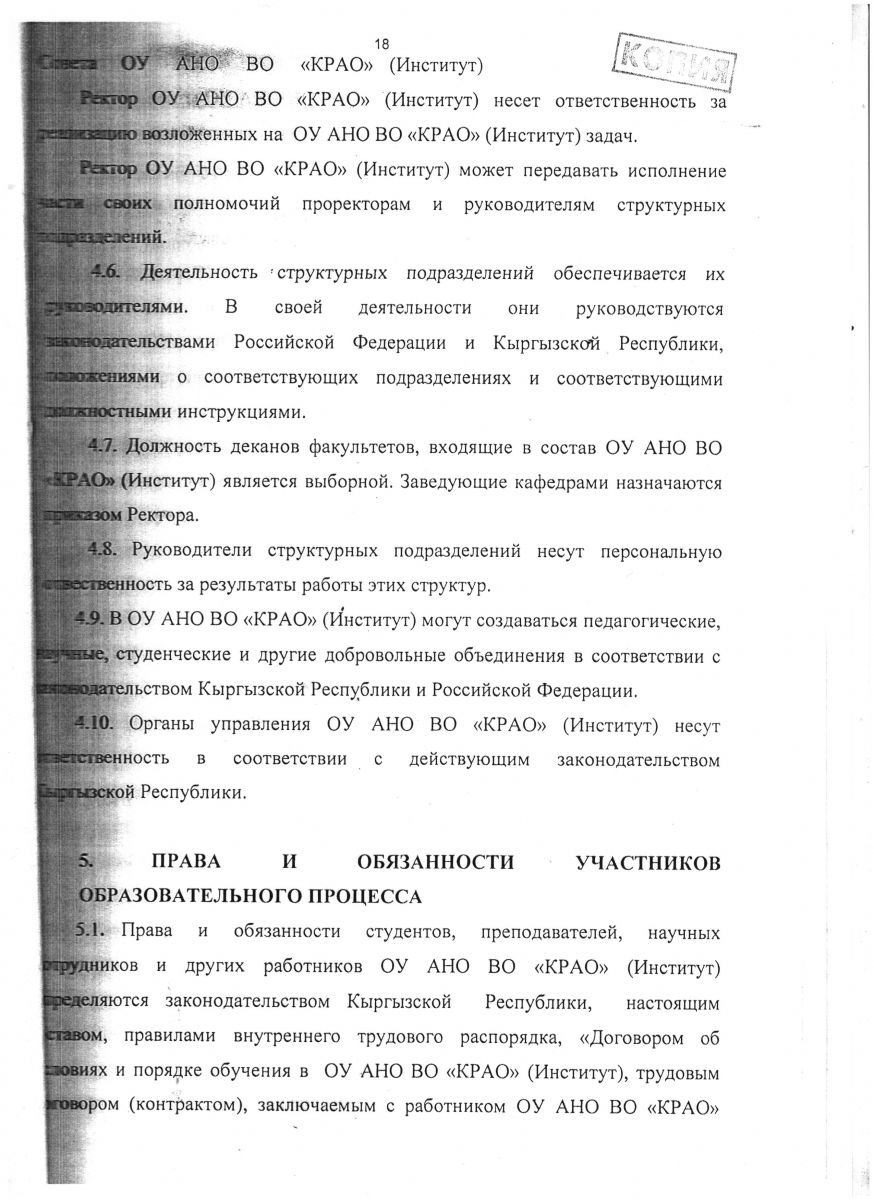 18
КОПИЯ
Совета ОУ АНО ВО «КРАО» (Институт)
Ректор ОУ АНО ВО «КРАО» (Институт) несет ответственность за
реализацию возложенных на ОУ АНО ВО «КРАО» (Институт) задач.
Ректор ОУ АНО ВО «КРАО» (Институт) может передавать исполнение
части своих полномочий проректорам и руководителям структурных
подразделений.
4.6. Деятельность структурных подразделений обеспечивается их
руководителями. В своей деятельности они руководствуются
законодательствами Российской Федерации и Кыргызской Республики,
положениями о соответствующих подразделениях и соответствующими
должностными инструкциями.
4.7. Должность деканов факультетов, входящие в состав ОУ АНО ВО
«КРАО» (Институт) является выборной. Заведующие кафедрами назначаются
приказом Ректора.
4.8. Руководители структурных подразделений несут персональную
ответственность за результаты работы этих структур.
4.9. В ОУ АНО ВО «КРАО» (Институт) могут создаваться педагогические,
научные, студенческие и другие добровольные объединения в соответствии с
законодательством Кыргызской Республики и Российской Федерации.
4.10. Органы управления ОУ АНО ВО «КРАО» (Институт) несут
ответственность в соответствии с действующим законодательством
Кыргызской Республики.
5. ПРАВА И ОБЯЗАННОСТИ УЧАСТНИКОВ
ОБРАЗОВАТЕЛЬНОГО ПРОЦЕССА
5.1. Права и обязанности студентов, преподавателей, научных
сотрудников и других работников ОУ АНО ВО «КРАО» (Институт)
определяются законодательством Кыргызской Республики, настоящим
Уставом, правилами внутреннего трудового распорядка, «Договором об
условиях и порядке обучения в ОУ АНО ВО «КРАО» (Институт), трудовым
договором (контрактом), заключаемым с работником ОУ АНО ВО «КРАО»